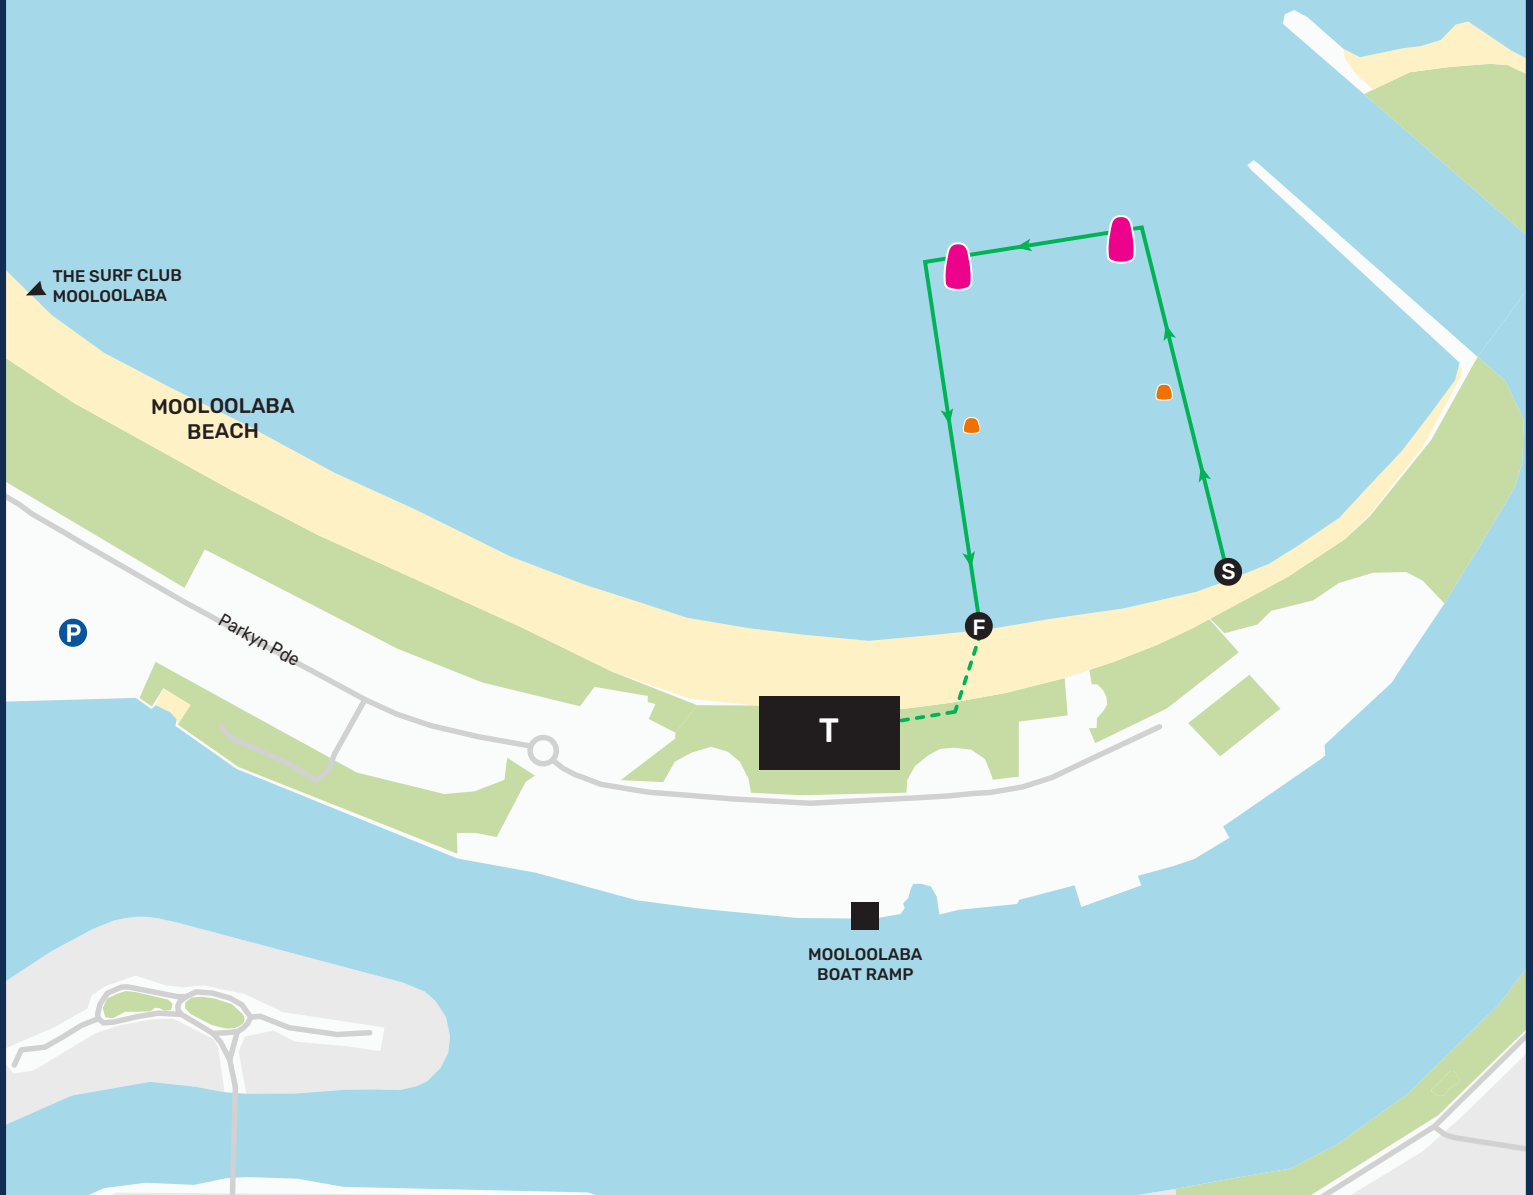 THE SURF CLUB
MOOLOOLABA
MOOLOOLABA
BEACH
S
F
P
Parkyn Pde
T
MOOLOOLABA
BOAT RAMP